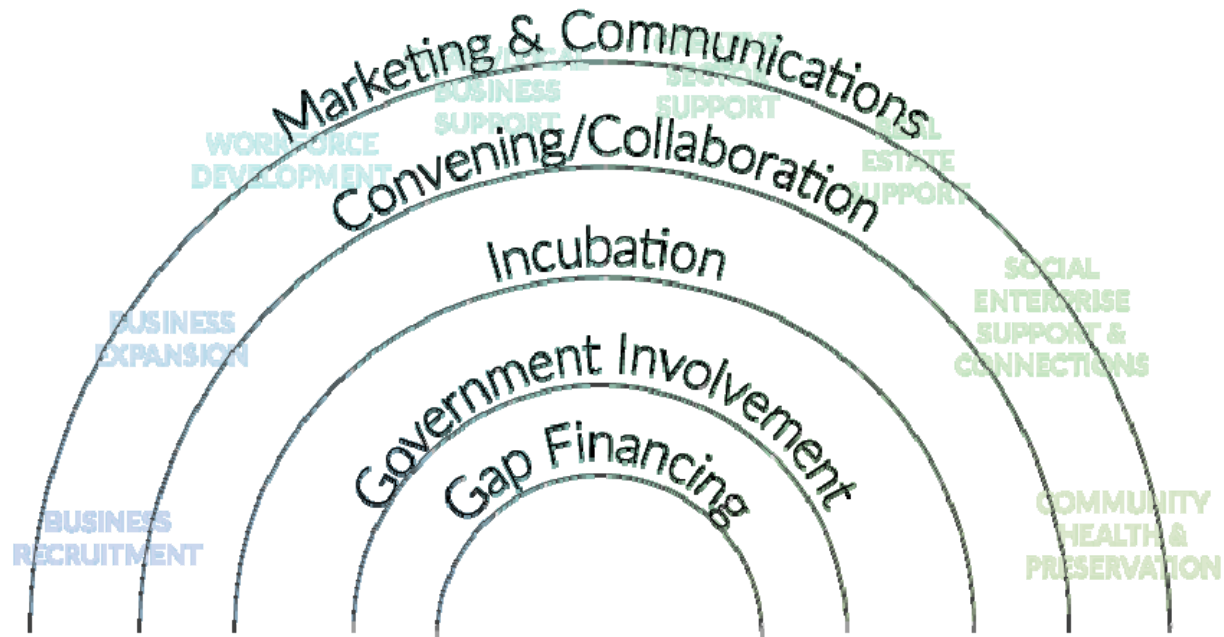 Marketing & Communications
BUSINESS
SUPPORT
SECTOR
SUPPORT
WORKFORCE
DEVELOPMENT
ESTATE
SUPPORT
Convening/Collaboration
Incubation
SOCIAL
ENTERPRISE
SUPPORT &
CONNECTIONS
BUSINESS
EXPANSION
Government Involvement
Gap Financing
BUSINESS
RECRUITMENT
COMMUNITY
HEALTH &
PRESERVATION